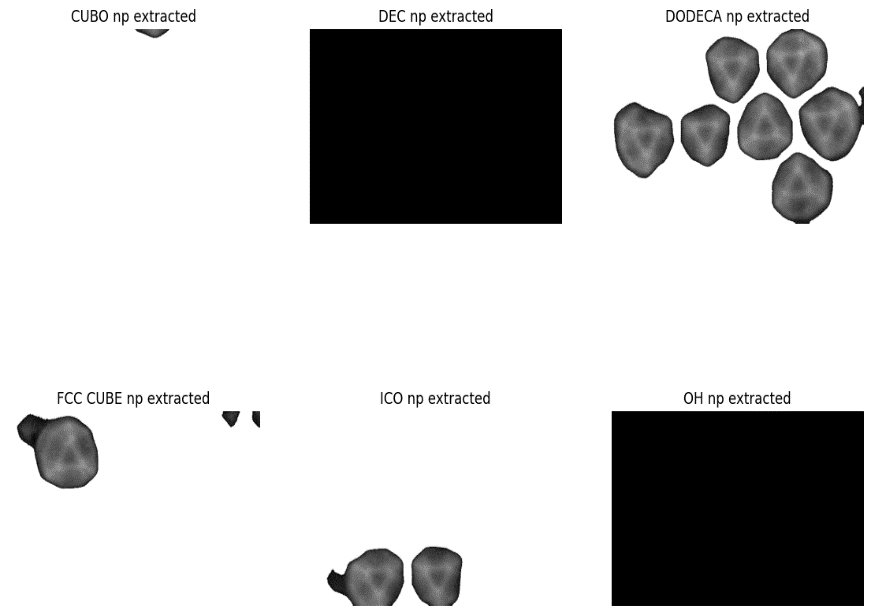 CUBO np extracted
DEC np extracted
DODECA np extracted
FCC CUBE np extracted
ICO np extracted
OH np extracted